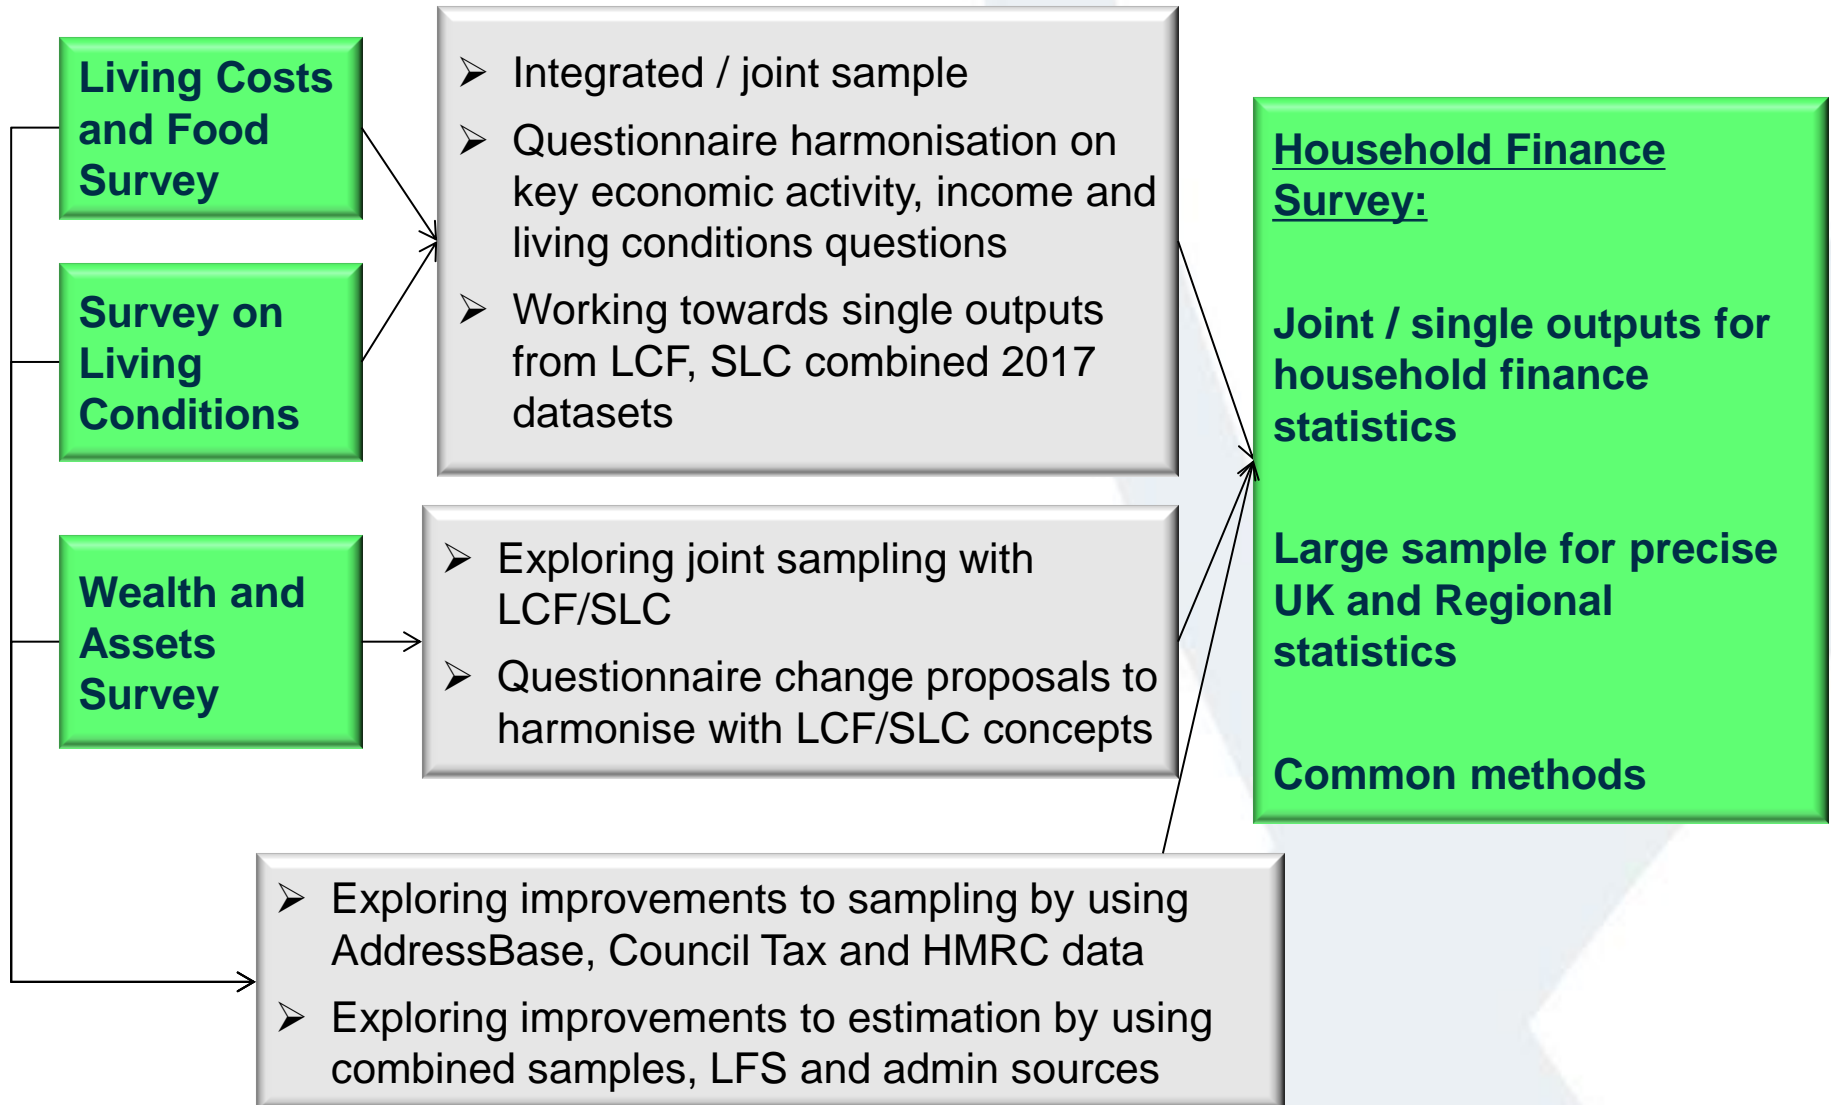 Living Costs
and Food
Survey
Survey on
Living
Conditions
Wealth and
Assets
Survey
➢ Integrated / joint sample
➢ Questionnaire harmonisation on
key economic activity, income and
living conditions questions
➢ Working towards single outputs
from LCF, SLC combined 2017
datasets
➢ Exploring joint sampling with
LCF/SLC
➢ Questionnaire change proposals to
harmonise with LCF/SLC concepts
➢ Exploring improvements to sampling by using
AddressBase, Council Tax and HMRC data
➢ Exploring improvements to estimation by using
combined samples, LFS and admin sources
Household Finance
Survey:
Joint / single outputs for
household finance
statistics
Large sample for precise
UK and Regional
statistics
Common methods